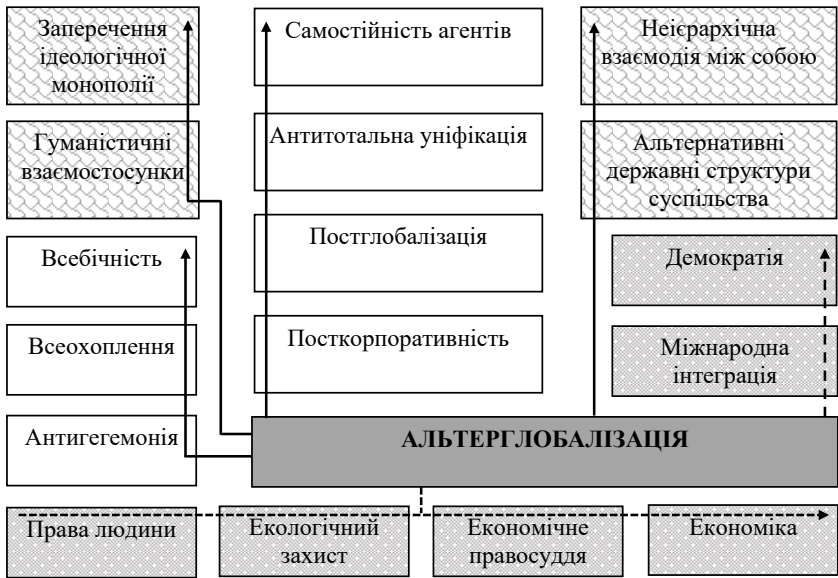 Заперечення
ідеологічної
монополії
Самостійність агентів
Неієрархічна
взаємодія між собою
Гуманістичні
взаємостосунки
Антитотальна уніфікація
Альтернативні
державні структури
суспільства
Всебічність
Постглобалізація
Демократія
Всеохоплення
Посткорпоративність
Міжнародна
інтеграція
Антигегемонія
АЛЬТЕРГЛОБАЛІЗАЦІЯ
Права людини
Екологічний
захист
Економічне
правосуддя
Економіка